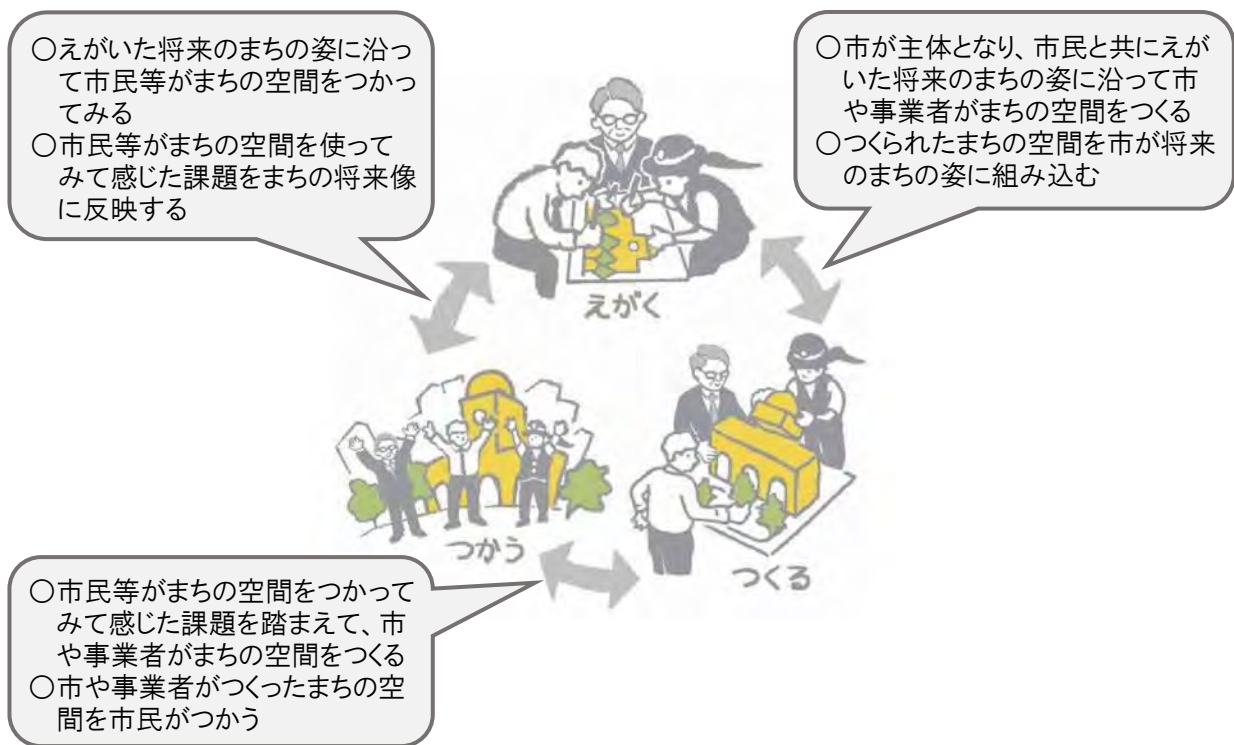 ○えがいた将来のまちの姿に沿っ
て市民等がまちの空間をつかっ
てみる
○市民等がまちの空間を使って
みて感じた課題をまちの将来像
に反映する
○市が主体となり、市民と共にえが
いた将来のまちの姿に沿って市
や事業者がまちの空間をつくる
○つくられたまちの空間を市が将来
のまちの姿に組み込む
えがく
つかう
つくる
○市民等がまちの空間をつかって
みて感じた課題を踏まえて、市
や事業者がまちの空間をつくる
○市や事業者がつくったまちの空
間を市民がつかう